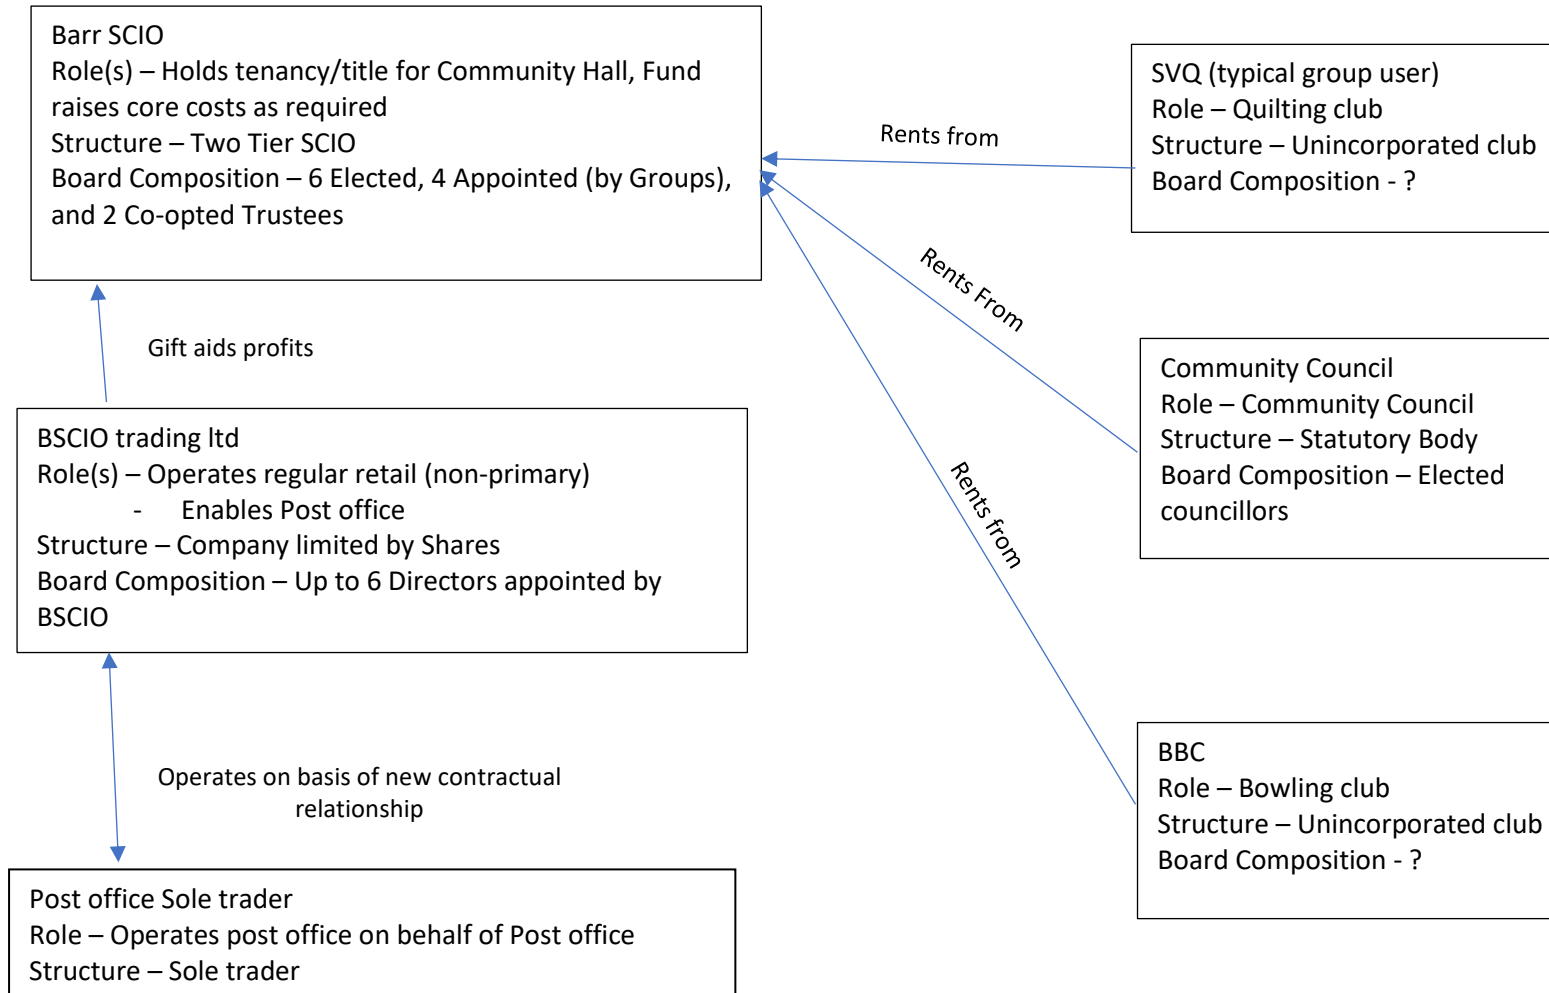 Barr SCIO
Role(s) – Holds tenancy/title for Community Hall, Fund
raises core costs as required
Structure – Two Tier SCIO
Board Composition – 6 Elected, 4 Appointed (by Groups),
and 2 Co-opted Trustees
Rents from
SVQ (typical group user)
Role – Quilting club
Structure – Unincorporated club
Board Composition - ?
Rents From
Gift aids profits
Community Council
Role – Community Council
Structure – Statutory Body
Board Composition – Elected
councillors
BSCIO trading ltd
Role(s) – Operates regular retail (non-primary)
- Enables Post office
Structure – Company limited by Shares
Board Composition – Up to 6 Directors appointed by
BSCIO
Rents from
BBC
Role – Bowling club
Structure – Unincorporated club
Board Composition - ?
Operates on basis of new contractual
relationship
Post office Sole trader
Role – Operates post office on behalf of Post office
Structure – Sole trader